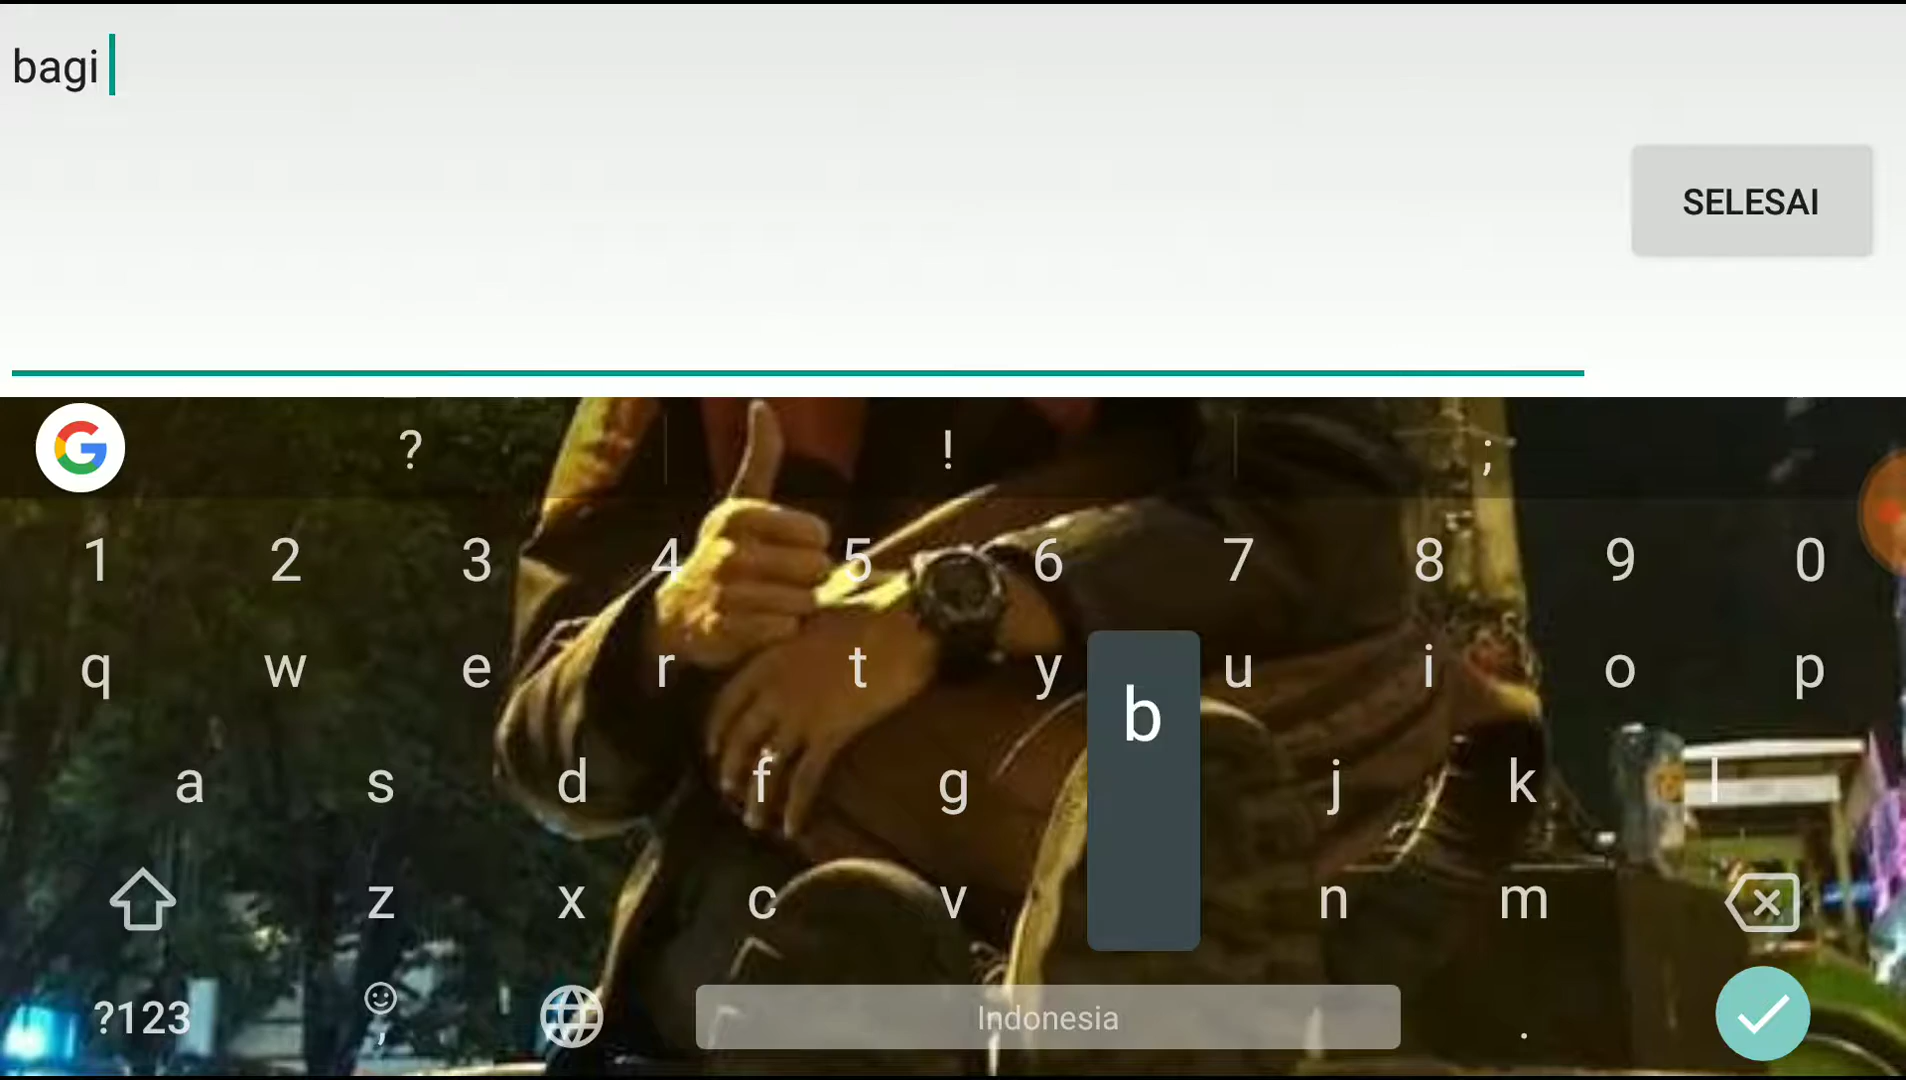 bagi
SELESAI
G ? ! ;
1 2 3 4 5 6 7 8 9 0
q w e r t y u i o p
b
a s d f g j k l
z x c v n m
?123 , Indonesia .